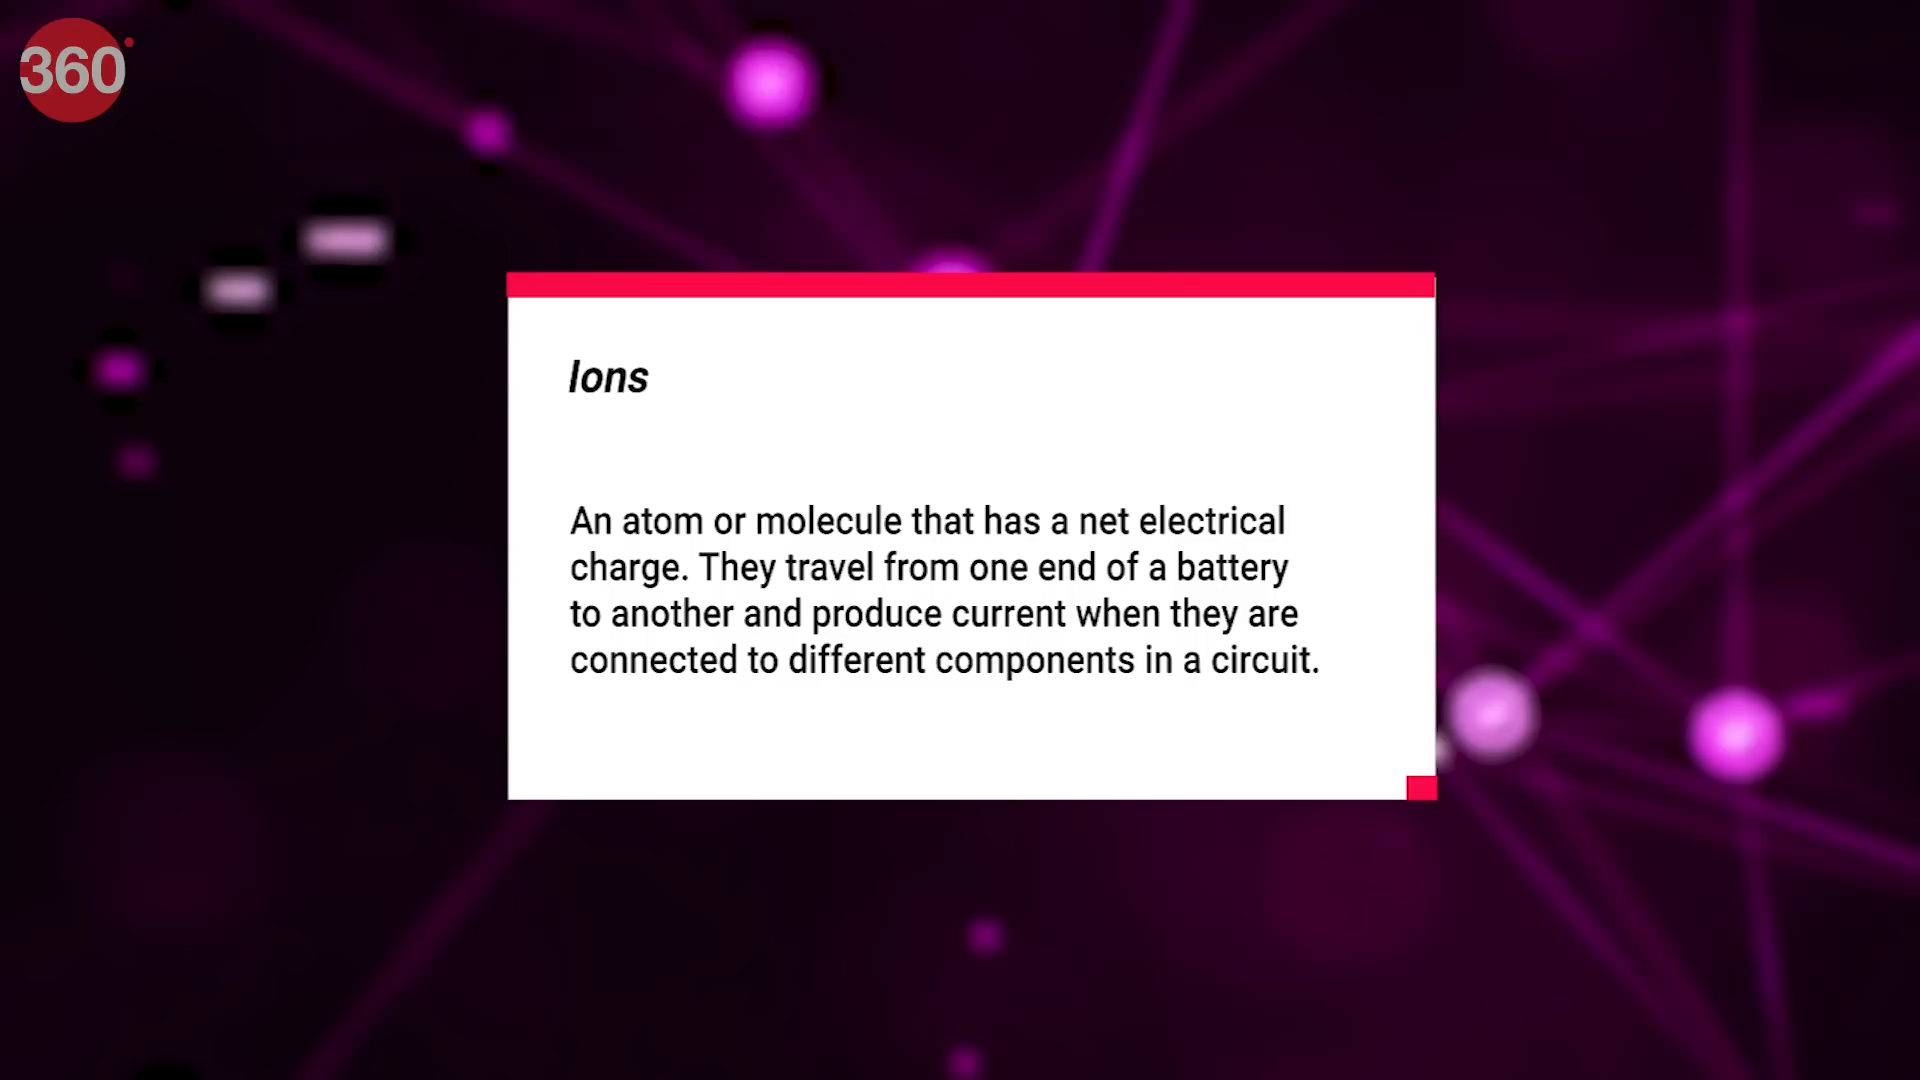 360
Ions
An atom or molecule that has a net electrical
charge. They travel from one end of a battery
to another and produce current when they are
connected to different components in a circuit.